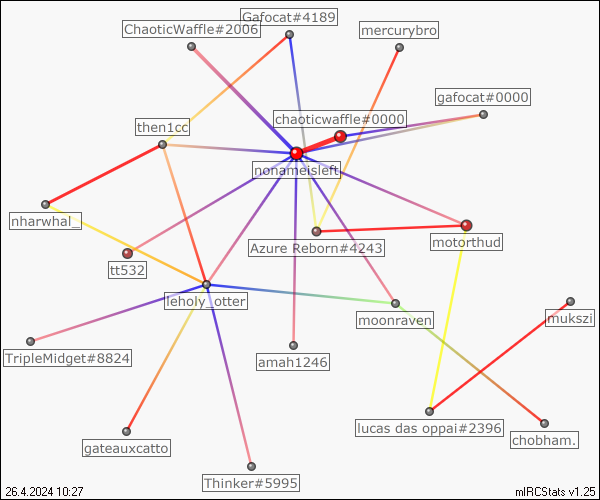 Gafocat#4189
ChaoticWaffle#2006
mercurybro
gafocat#0000
chaoticwaffle#0000
then1cc
nonameisleft
nharwhal_
Azure Reborn#4243
motorthud
tt532
leholy_otter
moonraven
mukszi
TripleMidget#8824
amah1246
lucas das oppai#2396
chobham.
gateauxcatto
Thinker#5995
26.4.2024 10:27
mIRCStats v1.25